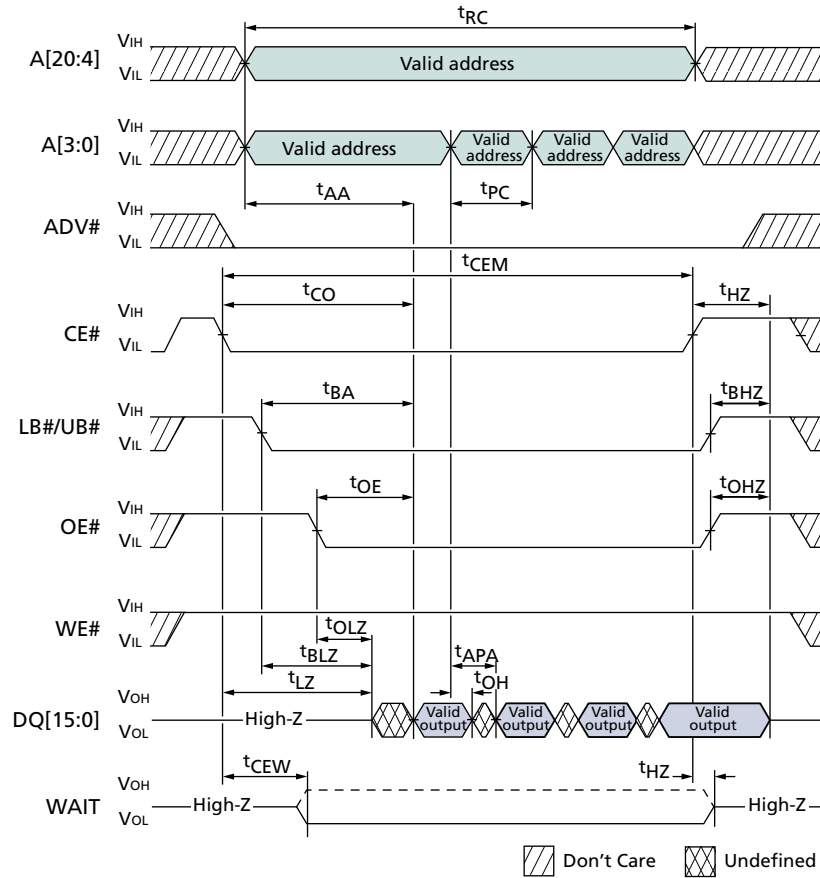 tRC
VIH
A[20:4]
Valid address
VIL
VIH
A[3:0]
Valid address
Valid address
Valid address
Valid address
VIL
tAA
tPC
VIH
ADV#
VIL
tCEM
tCO
tHZ
VIH
CE#
VIL
tBA
tBHZ
VIH
LB#/UB#
VIL
tOE
tOHZ
VIH
OE#
VIL
VIH
WE#
VIL
tOLZ
tBLZ
tAPA
tLZ
tOH
VOH
DQ[15:0]
High-Z
Valid output
Valid output
Valid output
Valid output
VOL
tCEW
tHZ
VOH
WAIT
High-Z
High-Z
VOL
Don't Care
Undefined